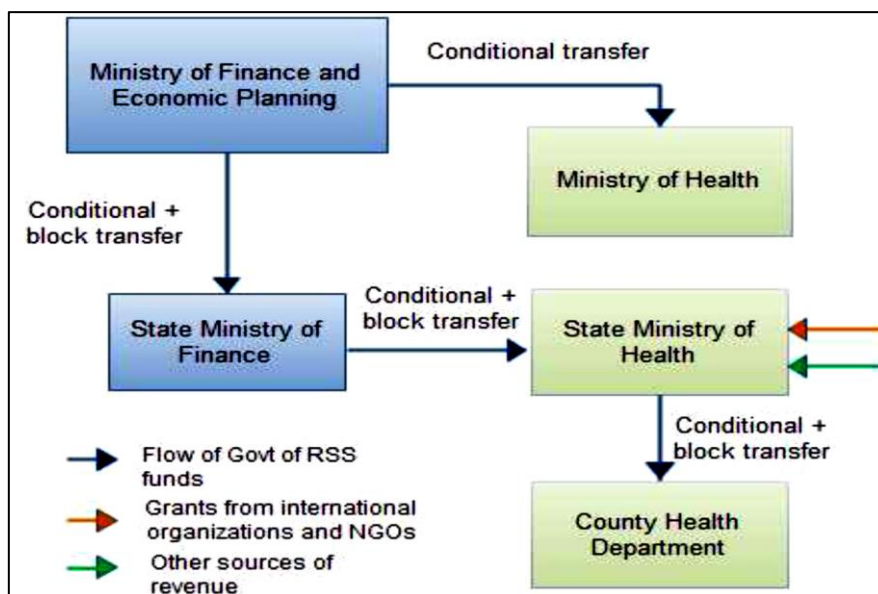 Ministry of Finance and
Economic Planning
Conditional transfer
Ministry of Health
Conditional +
block transfer
State Ministry of
Finance
Conditional +
block transfer
State Ministry of
Health
Conditional +
block transfer
County Health
Department
Flow of Govt of RSS
funds
Grants from international
organizations and NGOs
Other sources of
revenue